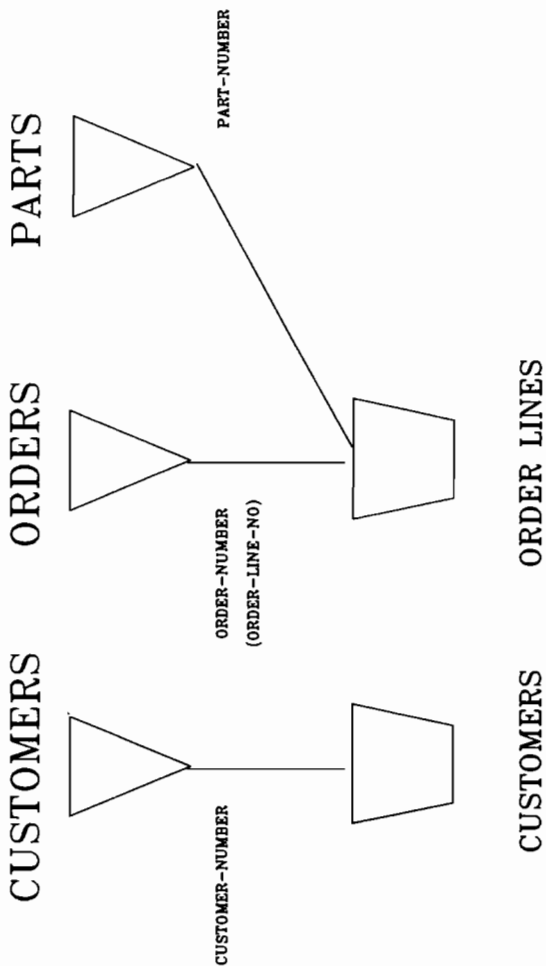 CUSTOMERS
ORDERS
PARTS
CUSTOMER-NUMBER
ORDER-NUMBER
(ORDER-LINE-NO)
PART-NUMBER
CUSTOMERS
ORDER LINES